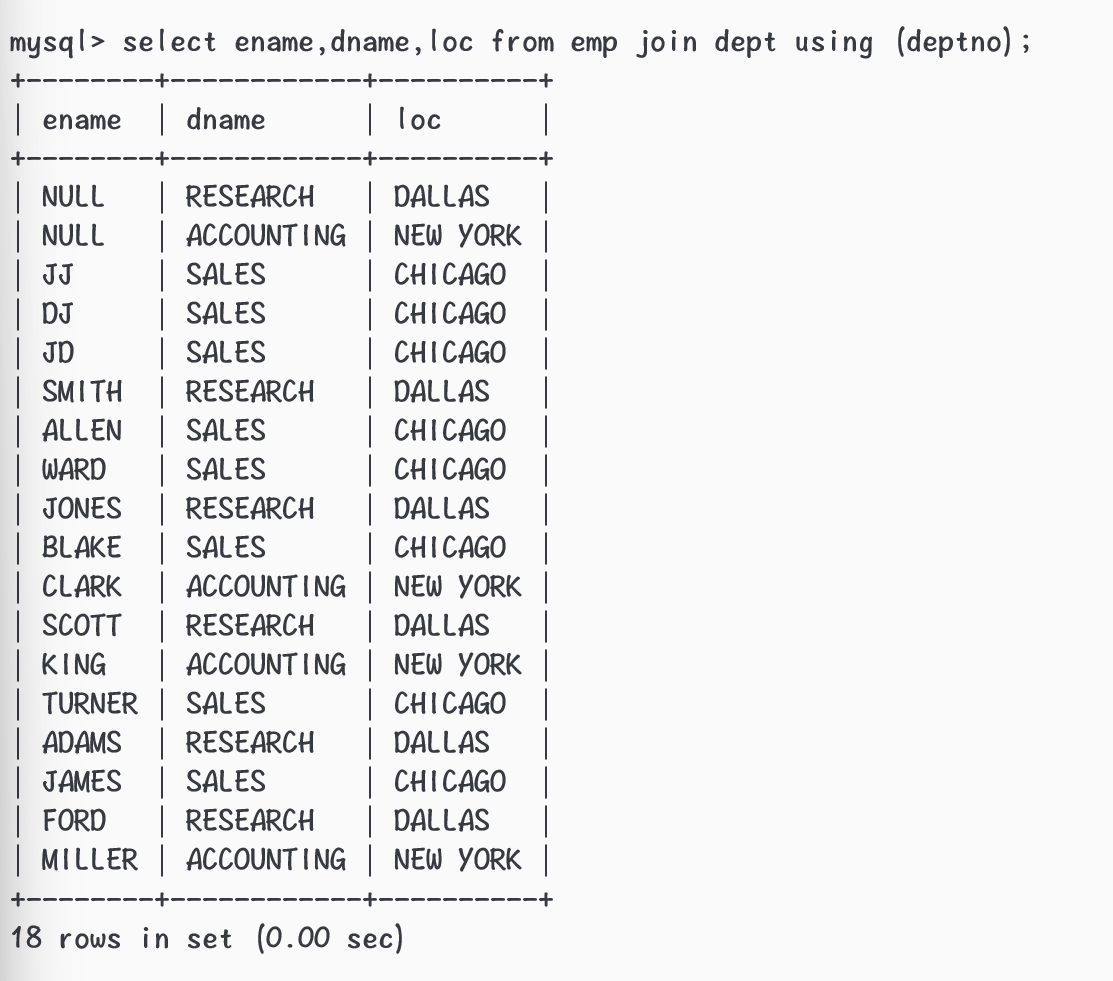 mysql> select ename,dname,loc from emp join dept using (deptno);
+--------+------------+----------+
| ename  | dname      | loc      |
+--------+------------+----------+
| NULL   | RESEARCH   | DALLAS   |
| NULL   | ACCOUNTING | NEW YORK |
| JJ     | SALES      | CHICAGO  |
| DJ     | SALES      | CHICAGO  |
| JD     | SALES      | CHICAGO  |
| SMITH  | RESEARCH   | DALLAS   |
| ALLEN  | SALES      | CHICAGO  |
| WARD   | SALES      | CHICAGO  |
| JONES  | RESEARCH   | DALLAS   |
| BLAKE  | SALES      | CHICAGO  |
| CLARK  | ACCOUNTING | NEW YORK |
| SCOTT  | RESEARCH   | DALLAS   |
| KING   | ACCOUNTING | NEW YORK |
| TURNER | SALES      | CHICAGO  |
| ADAMS  | RESEARCH   | DALLAS   |
| JAMES  | SALES      | CHICAGO  |
| FORD   | RESEARCH   | DALLAS   |
| MILLER | ACCOUNTING | NEW YORK |
+--------+------------+----------+
18 rows in set (0.00 sec)